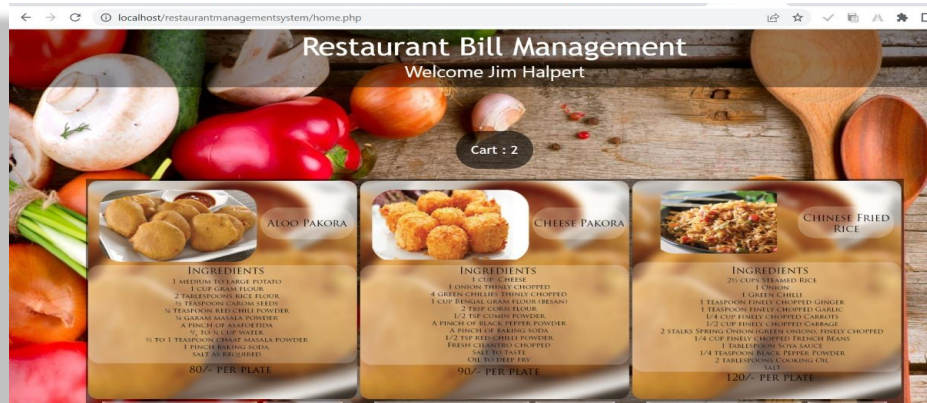 localhost/restaurantmanagementsystem/home.php
Restaurant Bill Management
Welcome Jim Halpert
Cart : 2
Aloo Pakora
Ingredients
1 medium to large potato
1 cup gram flour
2 tablespoons rice flour
½ teaspoon carom seeds
¼ teaspoon red chili powder
¼ garam masala powder
a pinch of asafoetida
cup water
½ to 1 teaspoon chaat masala powder
1 pinch baking soda,
salt as required
80/- per plate
Cheese Pakora
Ingredients
1 cup Cheese
1 onion thinly chopped
4 green chillies thinly chopped
1 cup Bengal gram flour (besan)
2 tbsp corn flour
1/2 tsp cumin powder
A pinch of black pepper powder
A pinch of baking soda
1/2 tsp red chilli powder
Fresh cilantro chopped
Salt to taste
Oil to deep fry
90/- per plate
Chinese Fried
Rice
Ingredients
2½ cups Steamed Rice
1 Onion
1 Green Chilli
1 teaspoon finely chopped Ginger
1 teaspoon finely chopped Garlic
1/4 cup finely chopped Carrots
1/2 cup finely chopped Cabbage
2 stalks Spring Onion (green onion), finely chopped
1/4 cup finely chopped French Beans
1 Tablespoon Soya Sauce
1/4 Teaspoon Black Pepper Powder
2 tablespoons Cooking Oil
Salt
120/- per plate